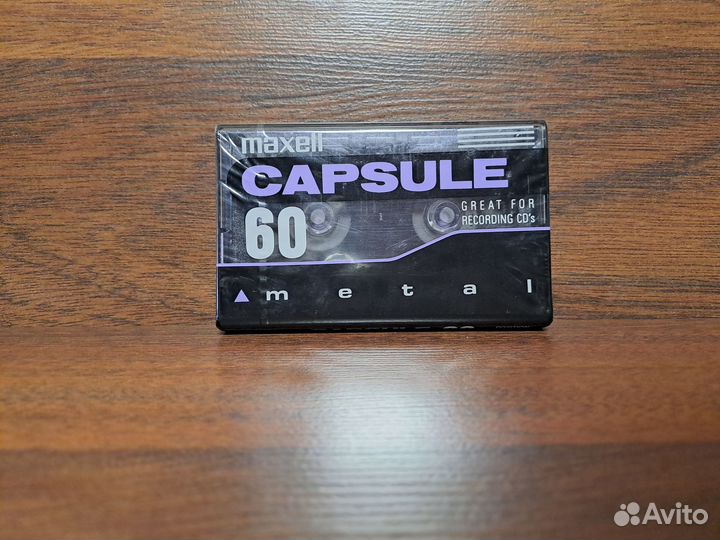 maxell
CAPSULE
60
GREAT FOR
RECORDING CD's
metal
Avito